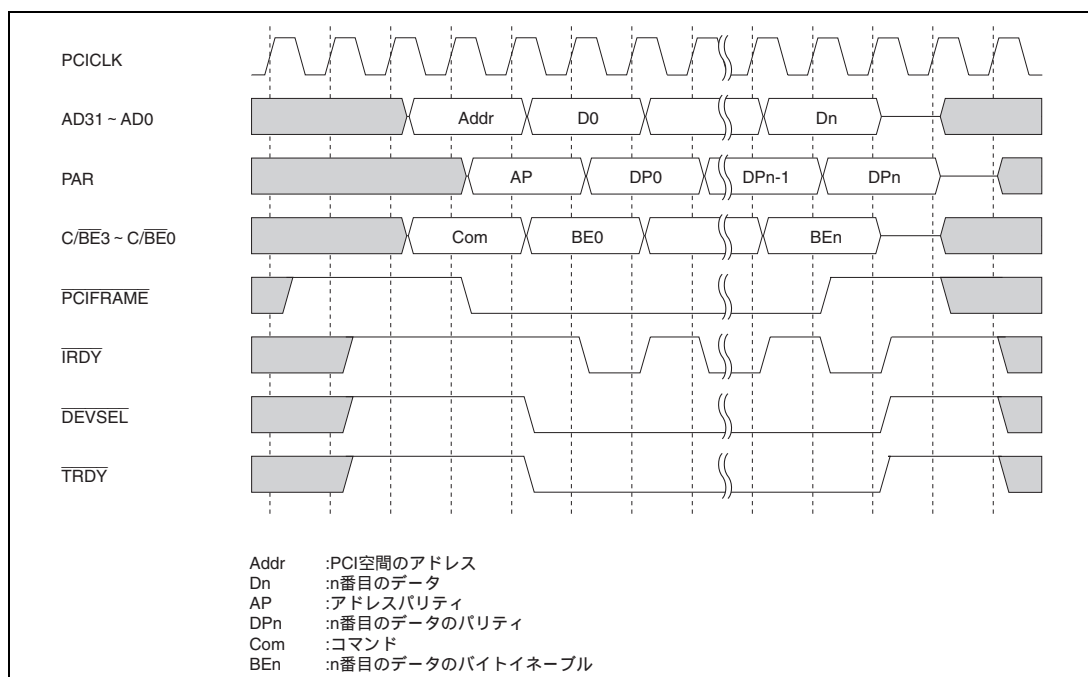 PCICLK
AD31 ~ AD0 Addr D0 Dn
PAR AP DP0 DPn-1 DPn
C/BE3 ~ C/BE0 Com BE0 BEn
PCIFRAME
IRDY
DEVSEL
TRDY
Addr :PCI空間のアドレス
Dn :n番目のデータ
AP :アドレスパリティ
DPn :n番目のデータのパリティ
Com :コマンド
BEn :n番目のデータのバイトイネーブル